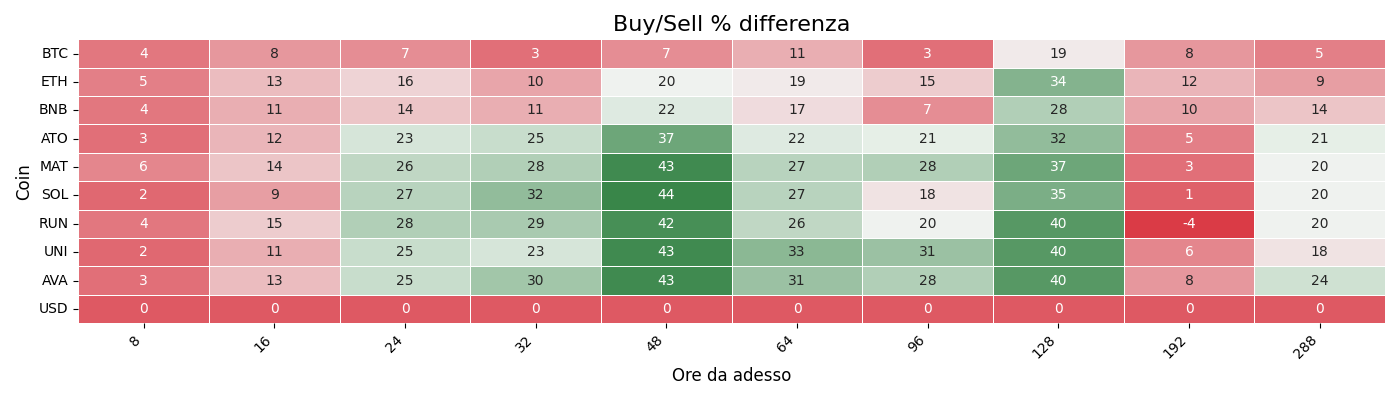 Buy/Sell % differenza
Coin
BTC 4 8 7 3 7 11 3 19 8 5
ETH 5 13 16 10 20 19 15 34 12 9
BNB 4 11 14 11 22 17 7 28 10 14
ATO 3 12 23 25 37 22 21 32 5 21
MAT 6 14 26 28 43 27 28 37 3 20
SOL 2 9 27 32 44 27 18 35 1 20
RUN 4 15 28 29 42 26 20 40 -4 20
UNI 2 11 25 23 43 33 31 40 6 18
AVA 3 13 25 30 43 31 28 40 8 24
USD 0 0 0 0 0 0 0 0 0 0
8 16 24 32 48 64 96 128 192 288
Ore da adesso